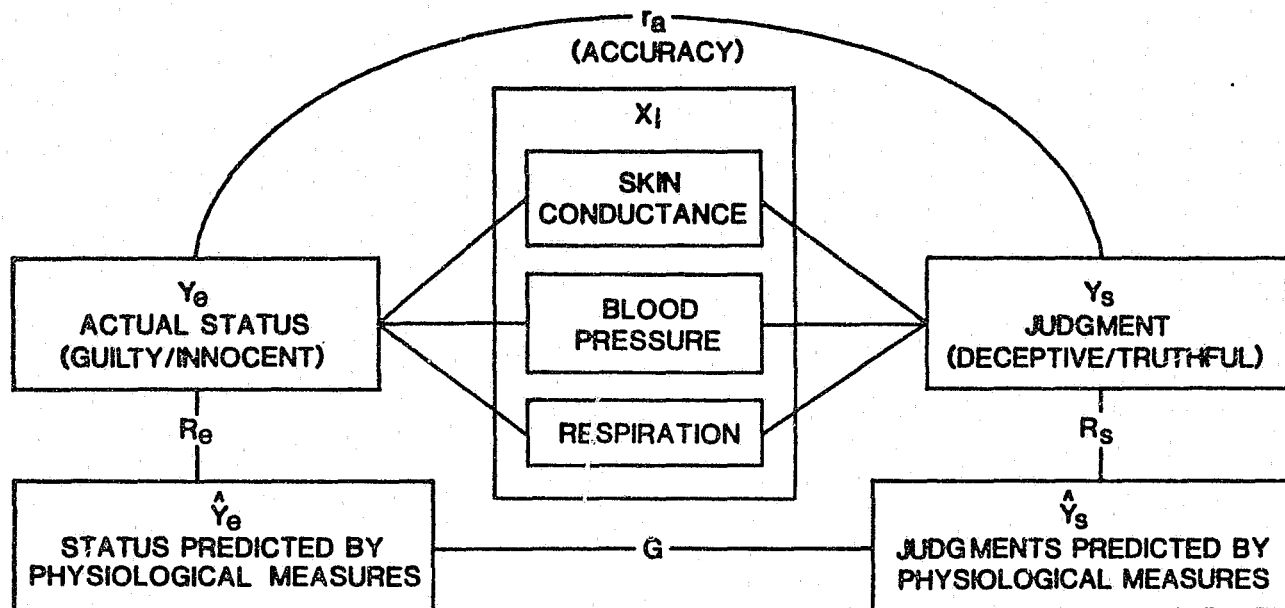 rₐ
(ACCURACY)
Xᵢ
SKIN
CONDUCTANCE
BLOOD
PRESSURE
RESPIRATION
Yₑ
ACTUAL STATUS
(GUILTY/INNOCENT)
Yₛ
JUDGMENT
(DECEPTIVE/TRUTHFUL)
Rₑ
Rₛ
Ŷₑ
STATUS PREDICTED BY
PHYSIOLOGICAL MEASURES
G
Ŷₛ
JUDGMENTS PREDICTED BY
PHYSIOLOGICAL MEASURES